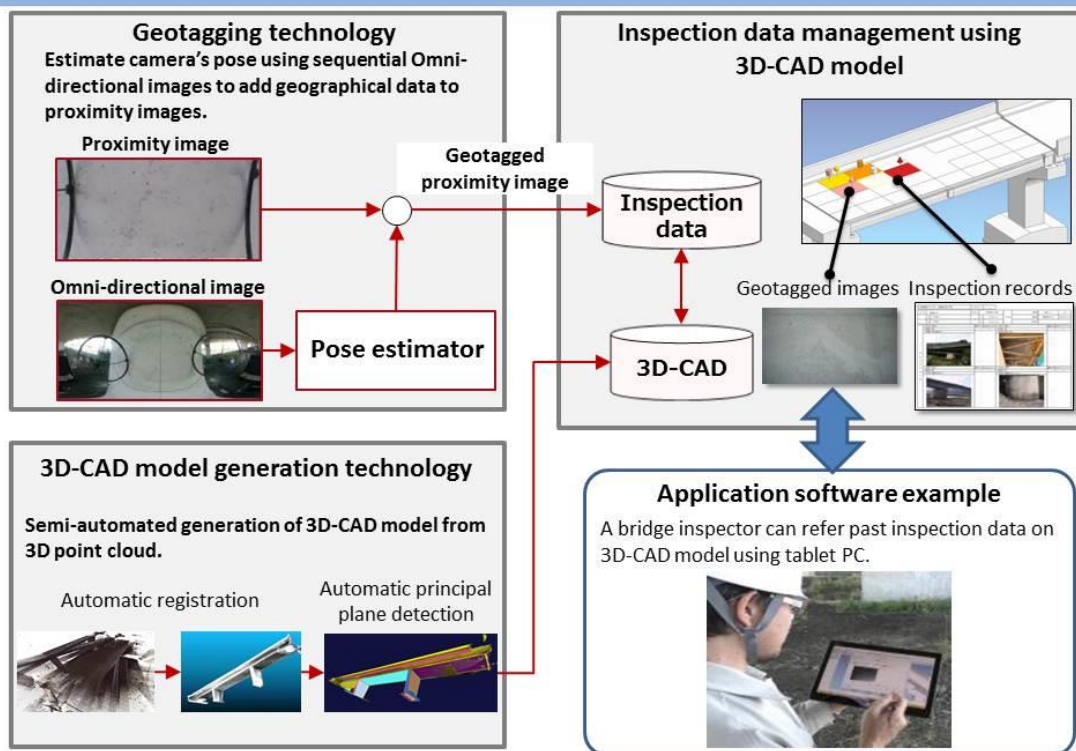 Geotagging technology
Estimate camera's pose using sequential Omni-
directional images to add geographical data to
proximity images.
Proximity image
Omni-directional image
Pose estimator
Geotagged
proximity image
Inspection data management using
3D-CAD model
Inspection
data
3D-CAD
Geotagged images
Inspection records
3D-CAD model generation technology
Semi-automated generation of 3D-CAD model from
3D point cloud.
Automatic registration
Automatic principal
plane detection
Application software example
A bridge inspector can refer past inspection data on
3D-CAD model using tablet PC.